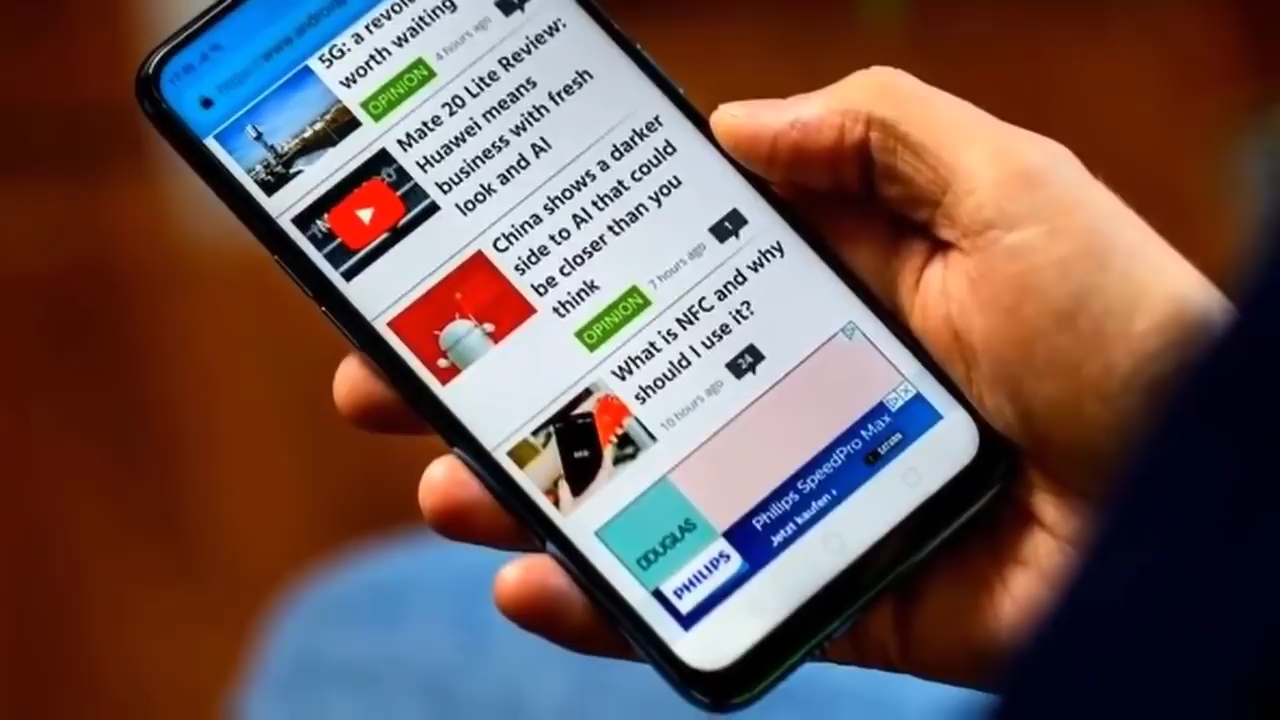 5G: a revol
worth waiting
OPINION 4 hours ago
Mate 20 Lite Review:
Huawei means
business with fresh
look and AI
China shows a darker
side to AI that could
be closer than you
think
OPINION 7 hours ago 1
What is NFC and why
should I use it?
10 hours ago 24
DOUGLAS
PHILIPS
Philips SpeedPro Max
Jetzt kaufen ›